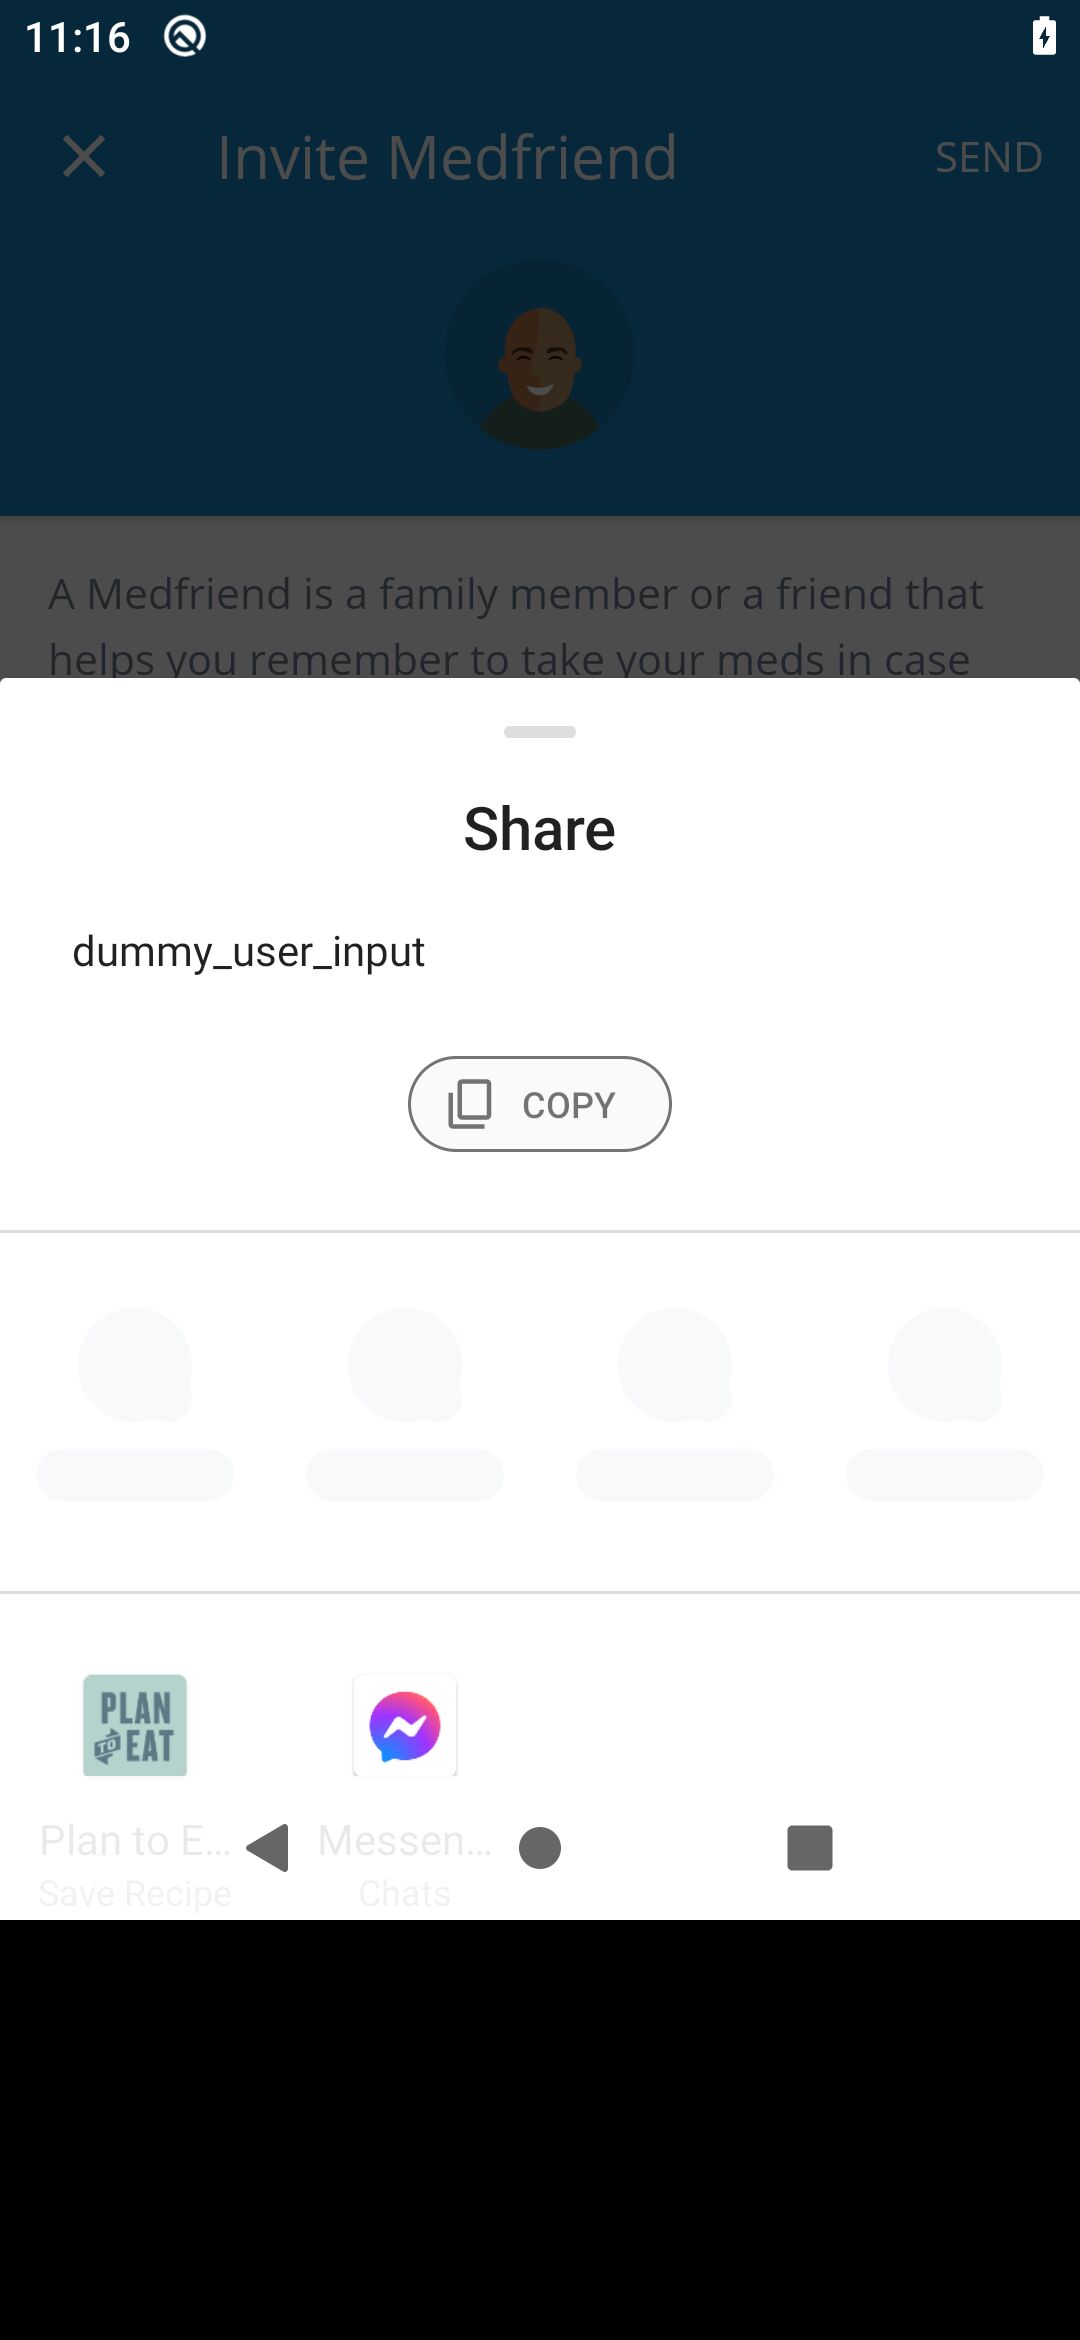 11:16
Invite Medfriend SEND
A Medfriend is a family member or a friend that
helps you remember to take your meds in case
Share
dummy_user_input
COPY
PLAN
TO EAT
Plan to E... Messen...
Save Recipe Chats